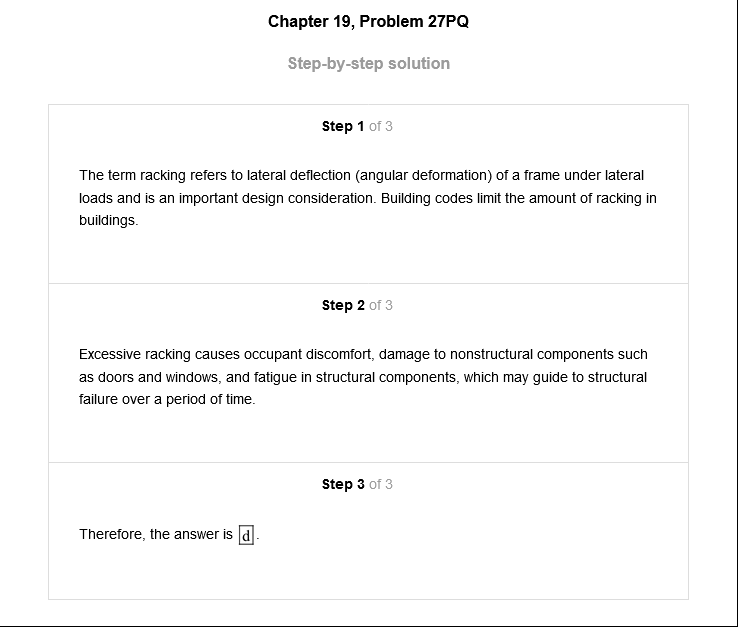 Chapter 19, Problem 27PQ
Step-by-step solution
Step 1 of 3
The term racking refers to lateral deflection (angular deformation) of a frame under lateral
loads and is an important design consideration. Building codes limit the amount of racking in
buildings.
Step 2 of 3
Excessive racking causes occupant discomfort, damage to nonstructural components such
as doors and windows, and fatigue in structural components, which may guide to structural
failure over a period of time.
Step 3 of 3
Therefore, the answer is d.